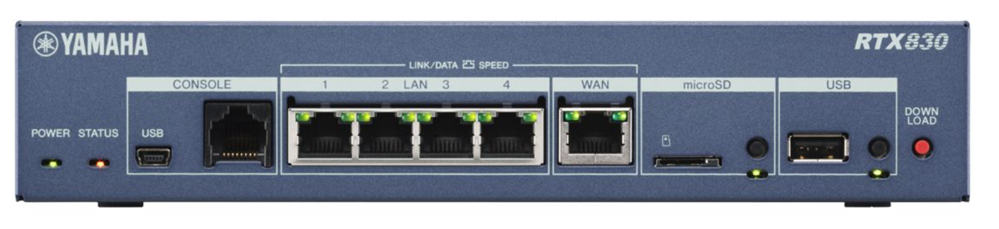 YAMAHA
RTX830
LINK/DATA SPEED
CONSOLE
1 2 LAN 3 4
WAN
microSD
USB
DOWN
LOAD
POWER STATUS
USB